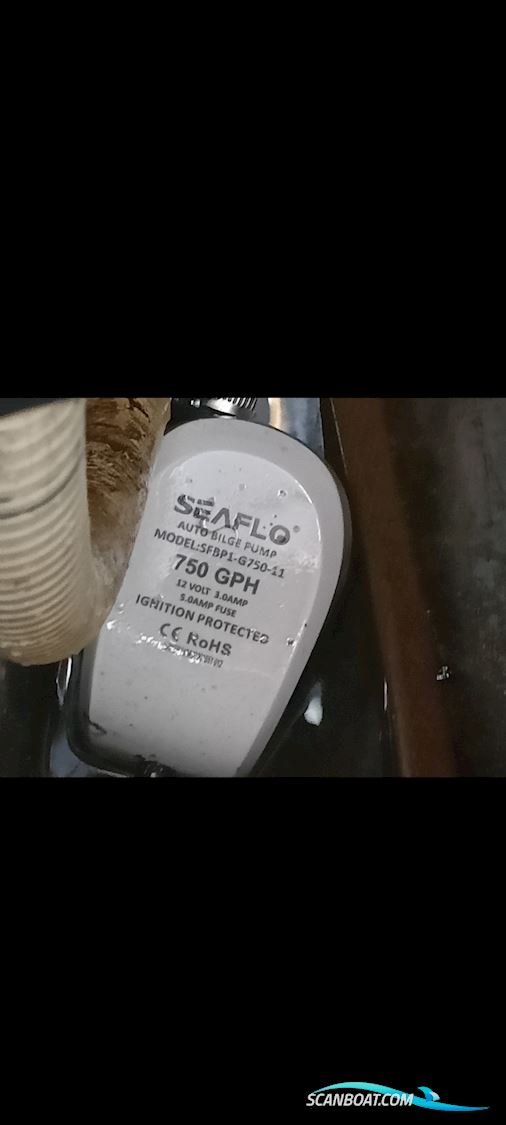 SEAFLO®
AUTO BILGE PUMP
MODEL:SFBP1-G750-11
750 GPH
12 VOLT 3.0AMP
5.0AMP FUSE
IGNITION PROTECTED
CE RoHS
SCANBOAT.COM